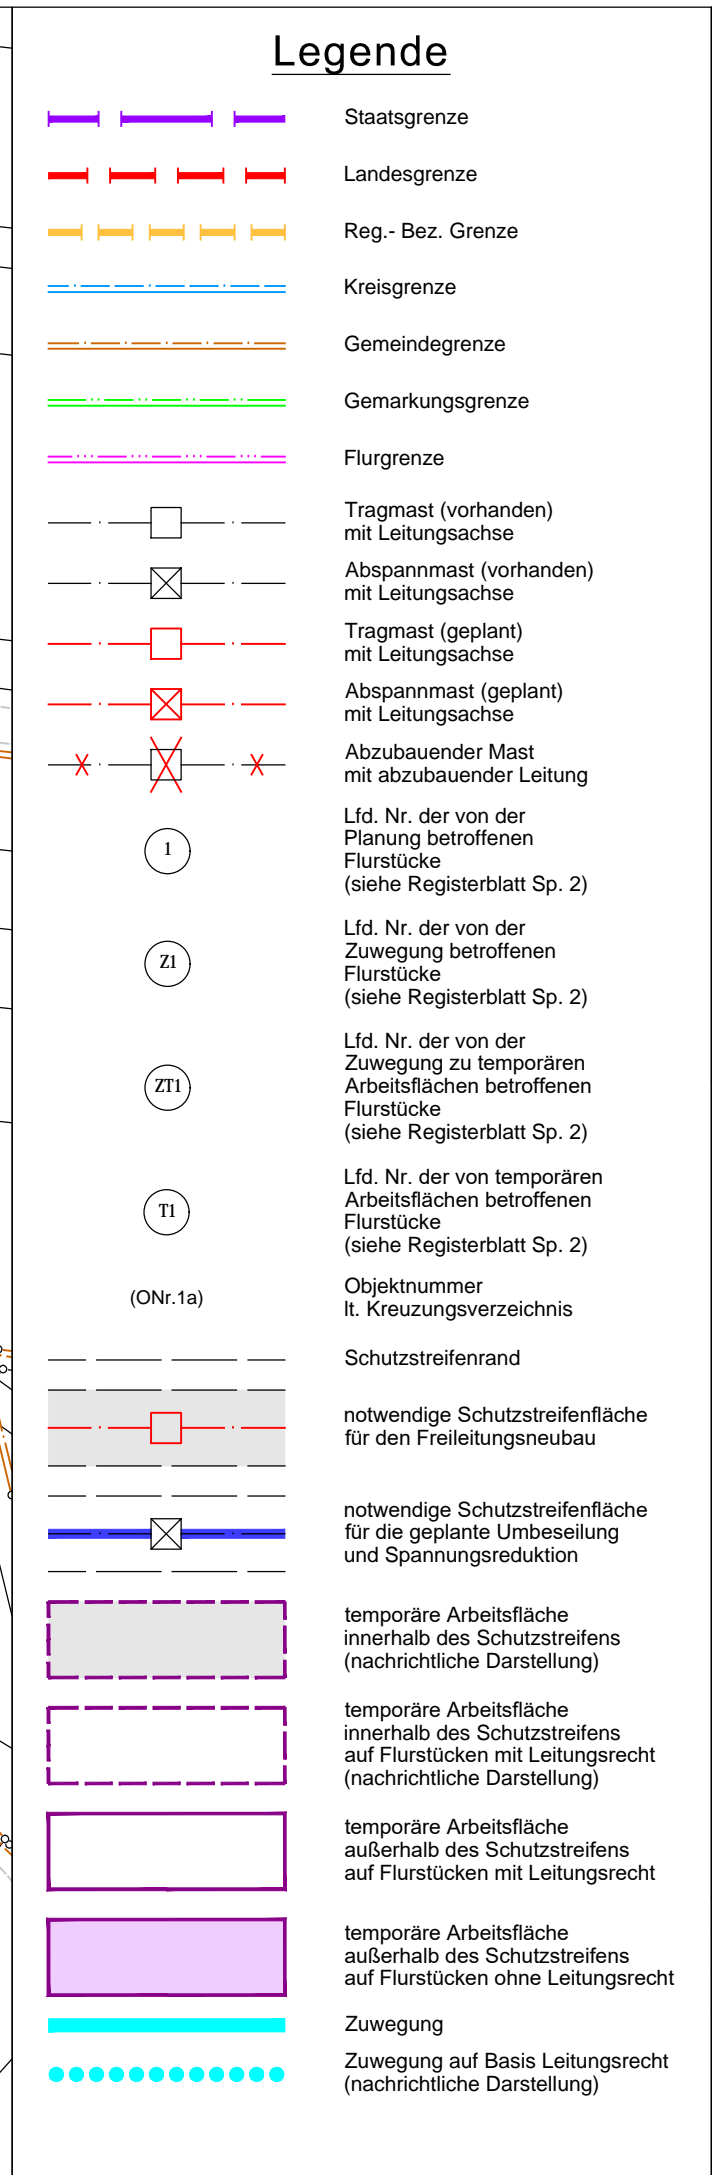 Legende
Staatsgrenze
Landesgrenze
Reg.- Bez. Grenze
Kreisgrenze
Gemeindegrenze
Gemarkungsgrenze
Flurgrenze
Tragmast (vorhanden)
mit Leitungsachse
Abspannmast (vorhanden)
mit Leitungsachse
Tragmast (geplant)
mit Leitungsachse
Abspannmast (geplant)
mit Leitungsachse
Abzubauender Mast
mit abzubauender Leitung
1
Lfd. Nr. der von der
Planung betroffenen
Flurstücke
(siehe Registerblatt Sp. 2)
Z1
Lfd. Nr. der von der
Zuwegung betroffenen
Flurstücke
(siehe Registerblatt Sp. 2)
ZT1
Lfd. Nr. der von der
Zuwegung zu temporären
Arbeitsflächen betroffenen
Flurstücke
(siehe Registerblatt Sp. 2)
T1
Lfd. Nr. der von temporären
Arbeitsflächen betroffenen
Flurstücke
(siehe Registerblatt Sp. 2)
(ONr.1a)
Objektnummer
lt. Kreuzungsverzeichnis
Schutzstreifenrand
notwendige Schutzstreifenfläche
für den Freileitungsneubau
notwendige Schutzstreifenfläche
für die geplante Umbeseilung
und Spannungsreduktion
temporäre Arbeitsfläche
innerhalb des Schutzstreifens
(nachrichtliche Darstellung)
temporäre Arbeitsfläche
innerhalb des Schutzstreifens
auf Flurstücken mit Leitungsrecht
(nachrichtliche Darstellung)
temporäre Arbeitsfläche
außerhalb des Schutzstreifens
auf Flurstücken mit Leitungsrecht
temporäre Arbeitsfläche
außerhalb des Schutzstreifens
auf Flurstücken ohne Leitungsrecht
Zuwegung
Zuwegung auf Basis Leitungsrecht
(nachrichtliche Darstellung)